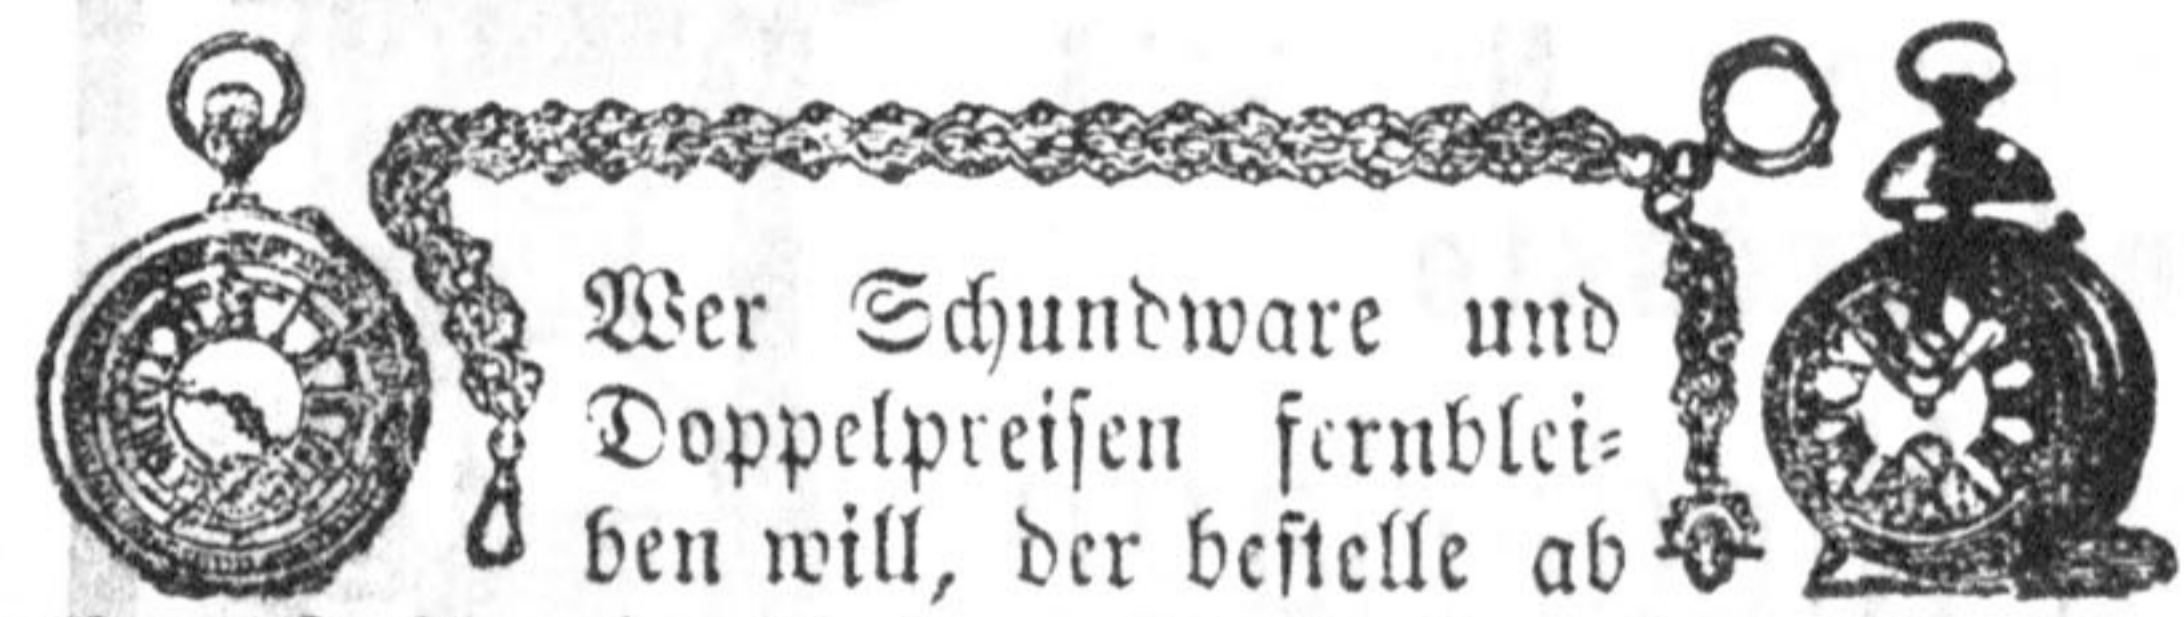 Wer Schundware und
Doppelpreisen fernblei⸗
ben will, der bestelle ab